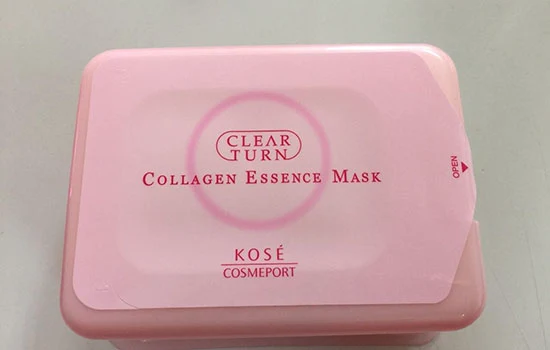 CLEAR
TURN
COLLAGEN ESSENCE MASK
OPEN
KOSÉ
COSMEPORT